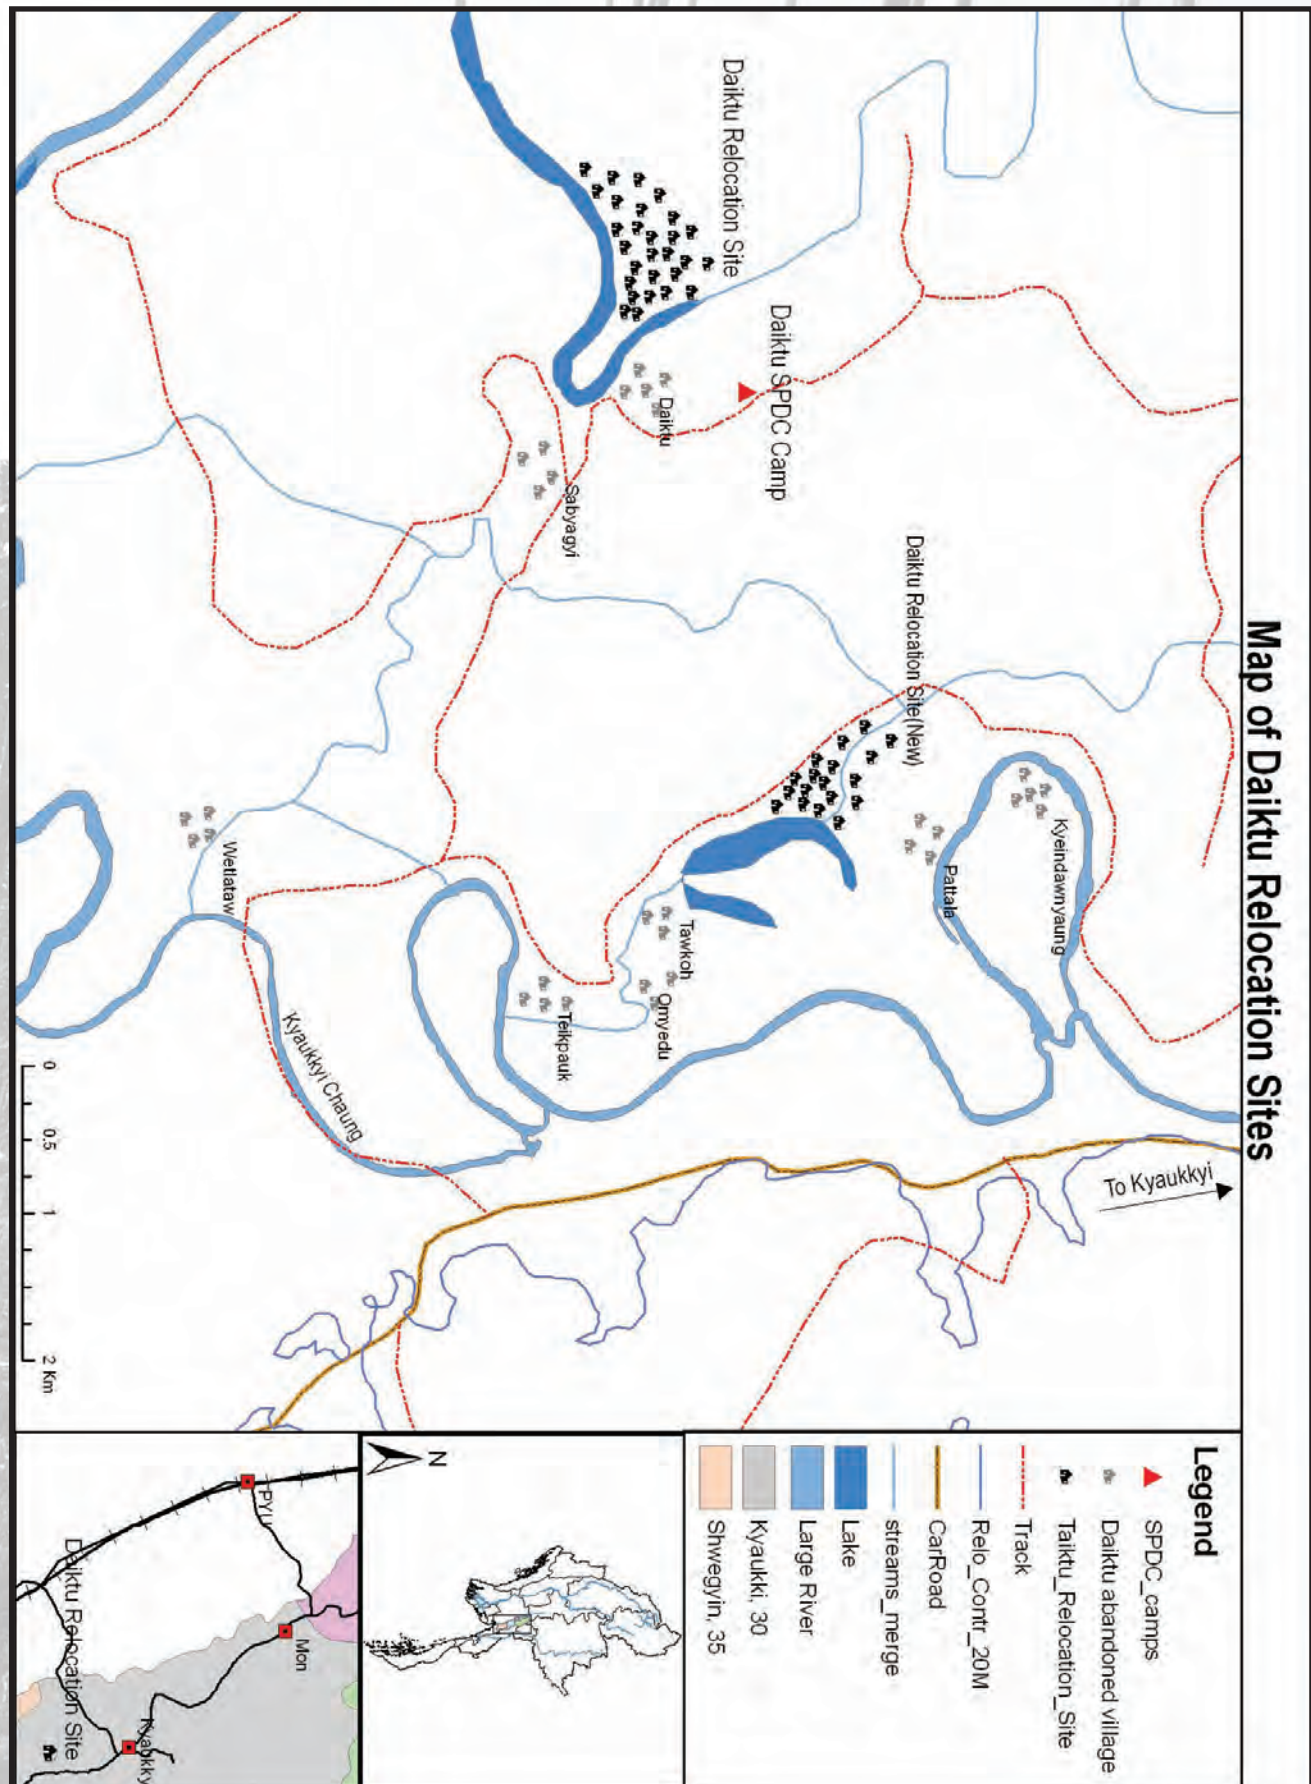 Map of Daiktu Relocation Sites
Daiktu Relocation Site
Daiktu SPDC Camp
Daiktu
Sabyagyi
Daiktu Relocation Site(New)
Kyeindawnyaung
Pattala
Tawkoh
Omyedu
Teikpauk
Wetlataw
Kyaukkyi Chaung
To Kyaukkyi
0 0.5 1 2 Km
Legend
SPDC_camps
Daiktu abandoned village
Taiktu_Relocation_Site
Track
Relo_Contr_20M
CarRoad
streams_merge
Lake
Large River
Kyaukki, 30
Shwegyin, 35
N
PYU
Mon
Kyaukky
Daiktu Relocation Site